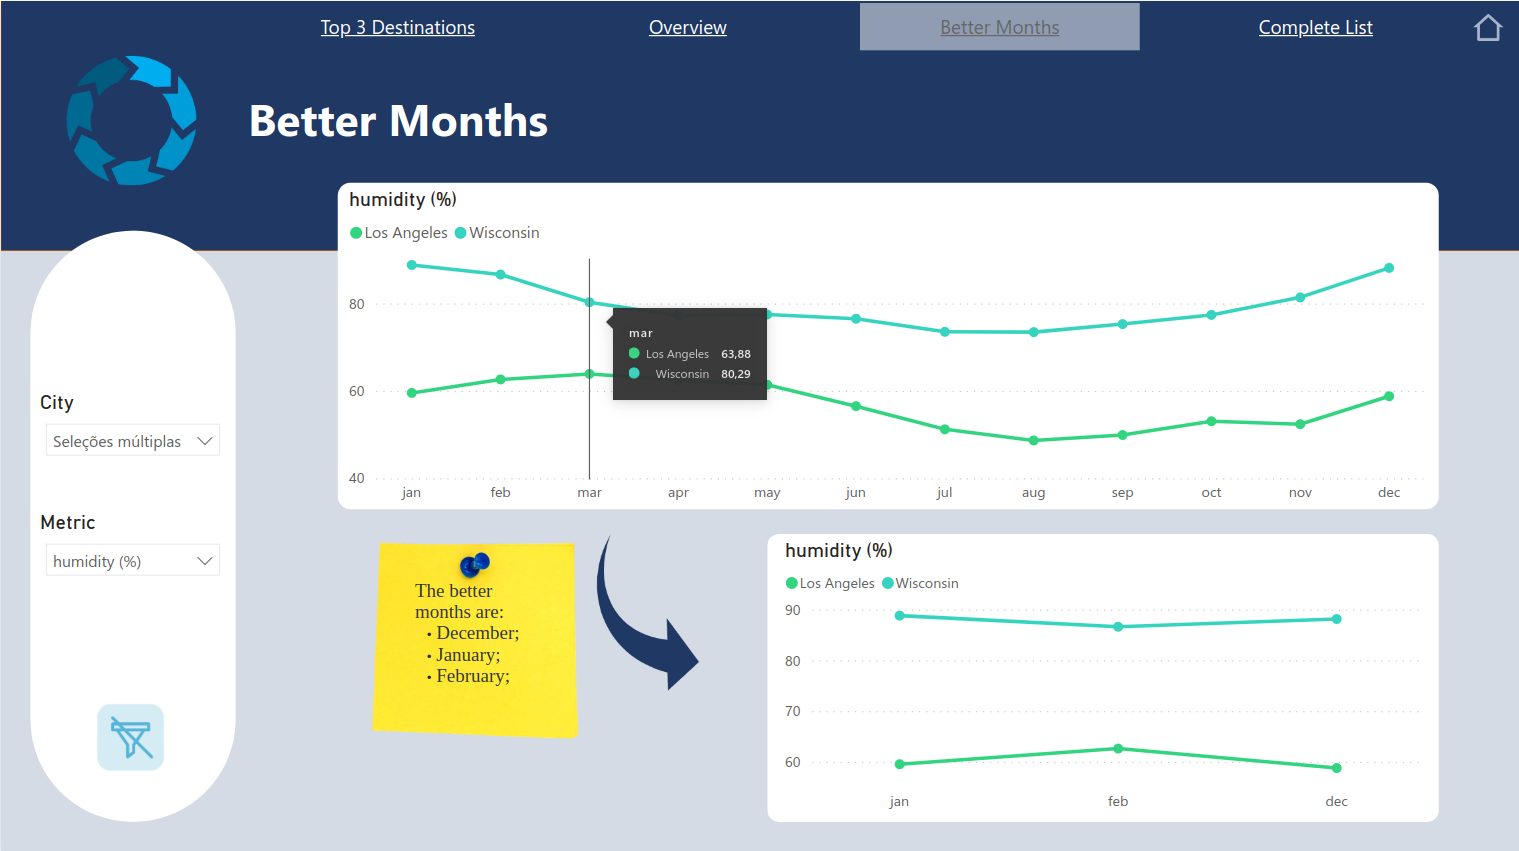 Top 3 Destinations
Overview
Better Months
Complete List
Better Months
humidity (%)
Los Angeles
Wisconsin
80
60
40
jan
feb
mar
apr
may
jun
jul
aug
sep
oct
nov
dec
mar
Los Angeles 63,88
Wisconsin 80,29
City
Seleções múltiplas
Metric
humidity (%)
The better
months are:
• December;
• January;
• February;
humidity (%)
Los Angeles
Wisconsin
90
80
70
60
jan
feb
dec